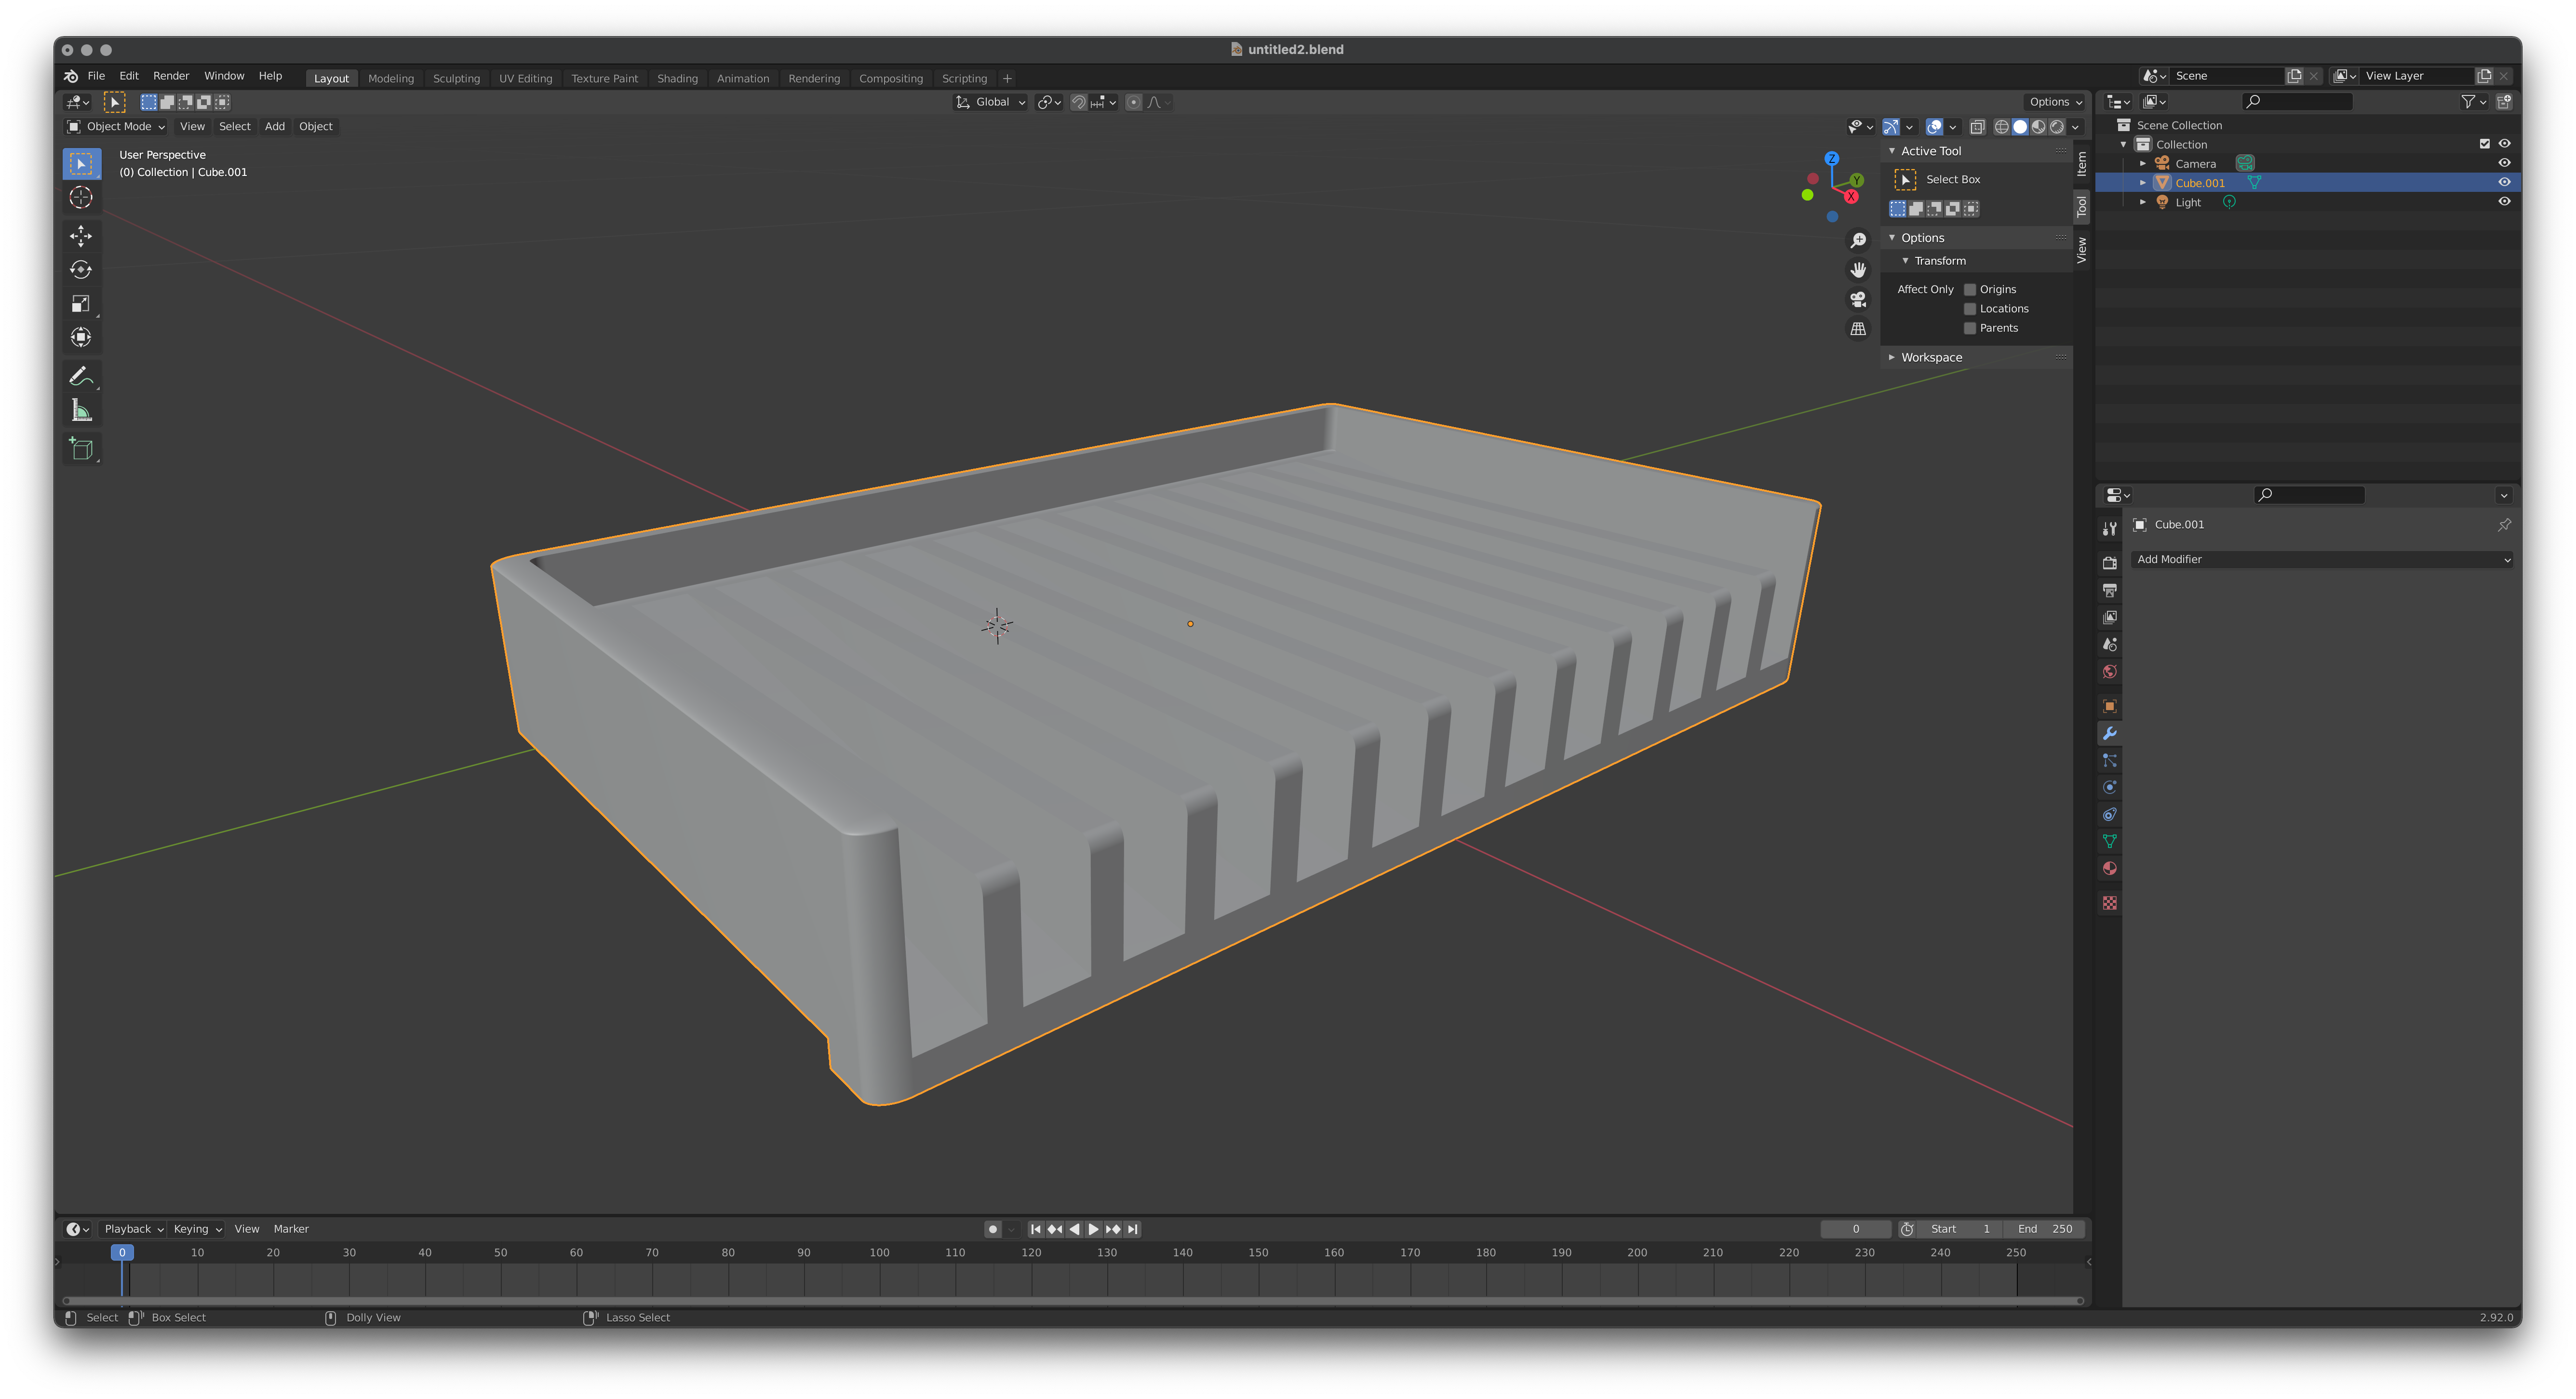 untitled2.blend
File Edit Render Window Help Layout Modeling Sculpting UV Editing Texture Paint Shading Animation Rendering Compositing Scripting + Scene View Layer
Global Options
Object Mode View Select Add Object
User Perspective
(0) Collection | Cube.001
Z
Y
X
Active Tool
Select Box
Options
Transform
Affect Only Origins
Locations
Parents
Workspace
Item
Tool
View
Scene Collection
Collection
Camera
Cube.001
Light
Cube.001
Add Modifier
Playback Keying View Marker 0 Start 1 End 250
0 10 20 30 40 50 60 70 80 90 100 110 120 130 140 150 160 170 180 190 200 210 220 230 240 250
Select Box Select Dolly View Lasso Select 2.92.0